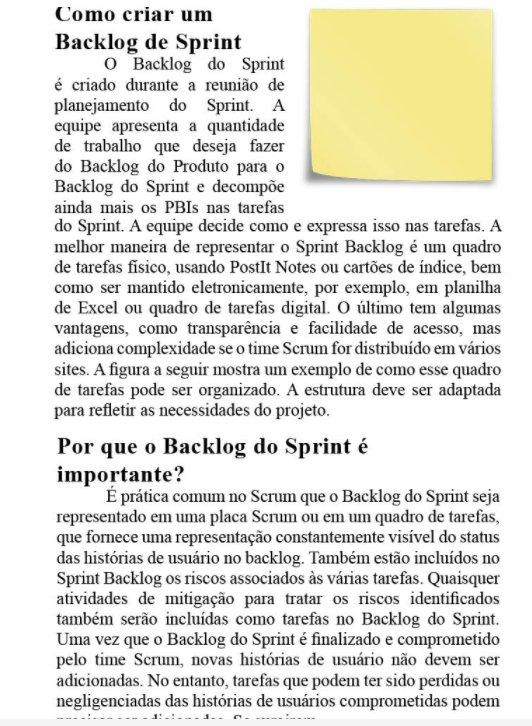 Como criar um
Backlog de Sprint
O Backlog do Sprint
é criado durante a reunião de
planejamento do Sprint. A
equipe apresenta a quantidade
de trabalho que deseja fazer
do Backlog do Produto para o
Backlog do Sprint e decompõe
ainda mais os PBIs nas tarefas
do Sprint. A equipe decide como e expressa isso nas tarefas. A
melhor maneira de representar o Sprint Backlog é um quadro
de tarefas físico, usando PostIt Notes ou cartões de índice, bem
como ser mantido eletronicamente, por exemplo, em planilha
de Excel ou quadro de tarefas digital. O último tem algumas
vantagens, como transparência e facilidade de acesso, mas
adiciona complexidade se o time Scrum for distribuído em vários
sites. A figura a seguir mostra um exemplo de como esse quadro
de tarefas pode ser organizado. A estrutura deve ser adaptada
para refletir as necessidades do projeto.
Por que o Backlog do Sprint é
importante?
É prática comum no Scrum que o Backlog do Sprint seja
representado em uma placa Scrum ou em um quadro de tarefas,
que fornece uma representação constantemente visível do status
das histórias de usuário no backlog. Também estão incluídos no
Sprint Backlog os riscos associados às várias tarefas. Quaisquer
atividades de mitigação para tratar os riscos identificados
também serão incluídas como tarefas no Backlog do Sprint.
Uma vez que o Backlog do Sprint é finalizado e comprometido
pelo time Scrum, novas histórias de usuário não devem ser
adicionadas. No entanto, tarefas que podem ter sido perdidas ou
negligenciadas das histórias de usuário comprometidas podem